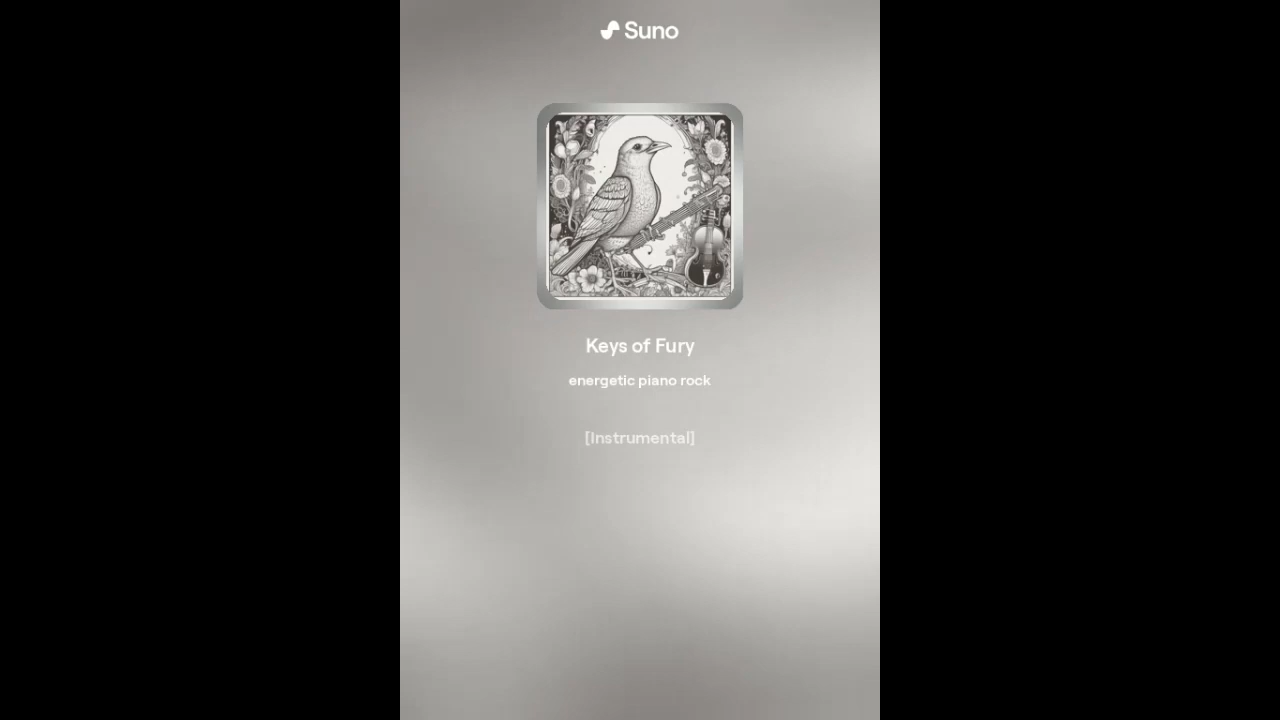 Suno
Keys of Fury
energetic piano rock
[Instrumental]